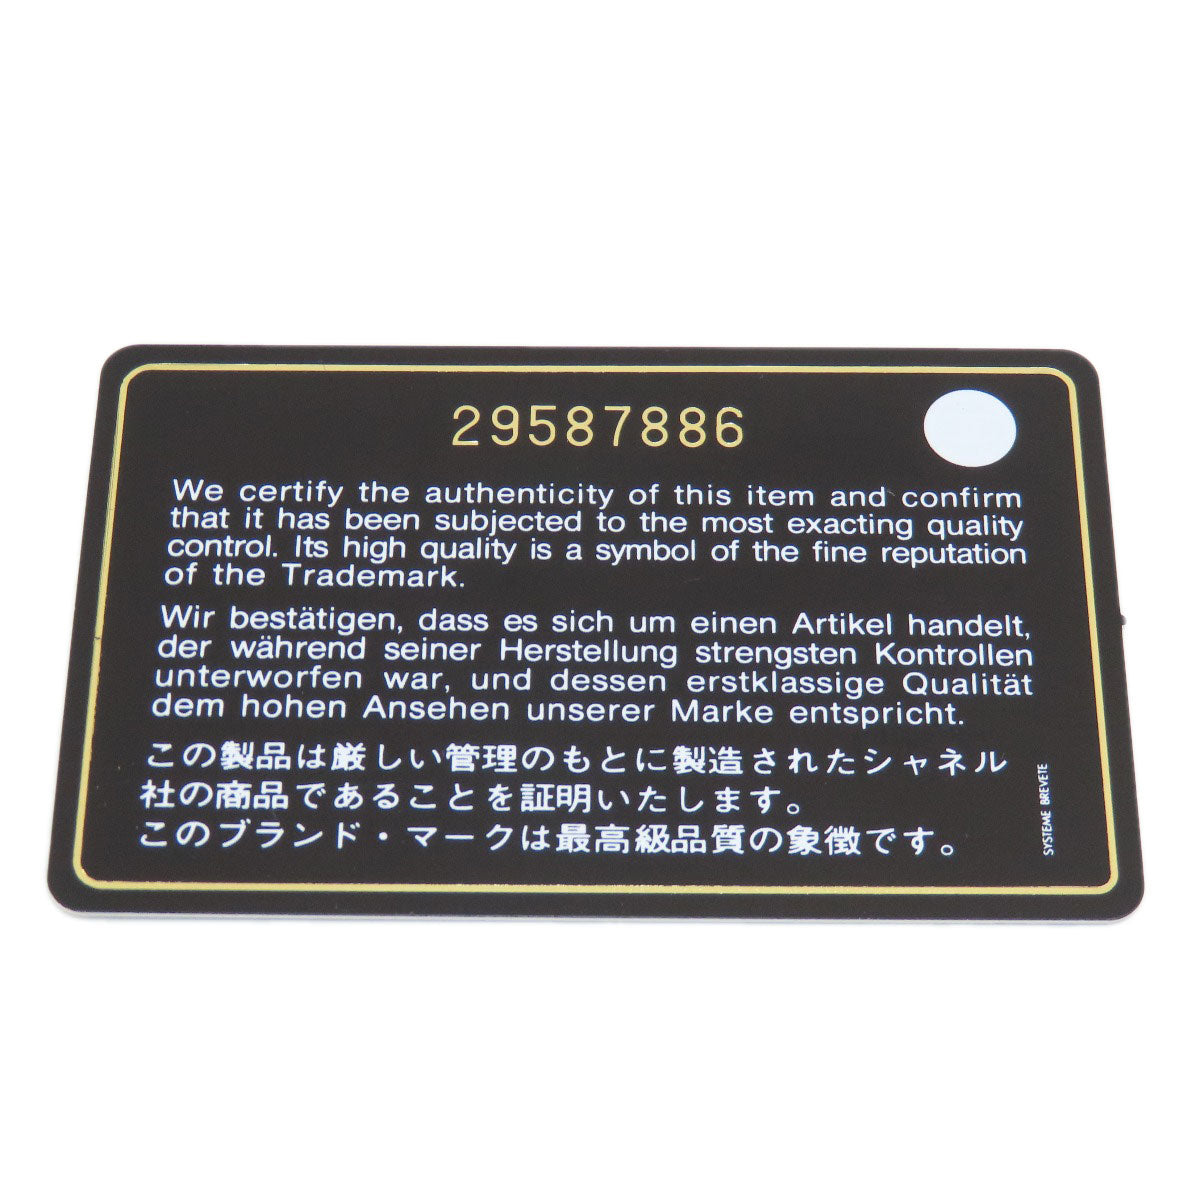 29587886
We certify the authenticity of this item and confirm
that it has been subjected to the most exacting quality
control. Its high quality is a symbol of the fine reputation
of the Trademark.
Wir bestätigen, dass es sich um einen Artikel handelt,
der während seiner Herstellung strengsten Kontrollen
unterworfen war, und dessen erstklassige Qualität
dem hohen Ansehen unserer Marke entspricht.
この製品は厳しい管理のもとに製造されたシャネル
社の商品であることを証明いたします。
このブランド・マークは最高級品質の象徴です。
SYSTEME BREVETE